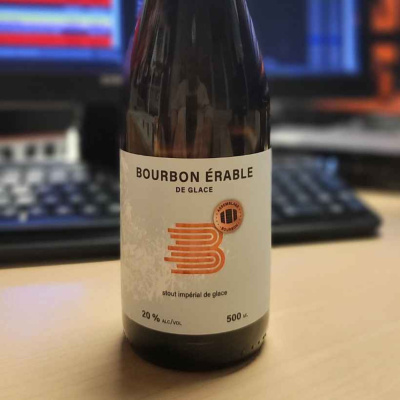 BOURBON ÉRABLE
DE GLACE
stout impérial de glace
20 % ALC/VOL
500 ML